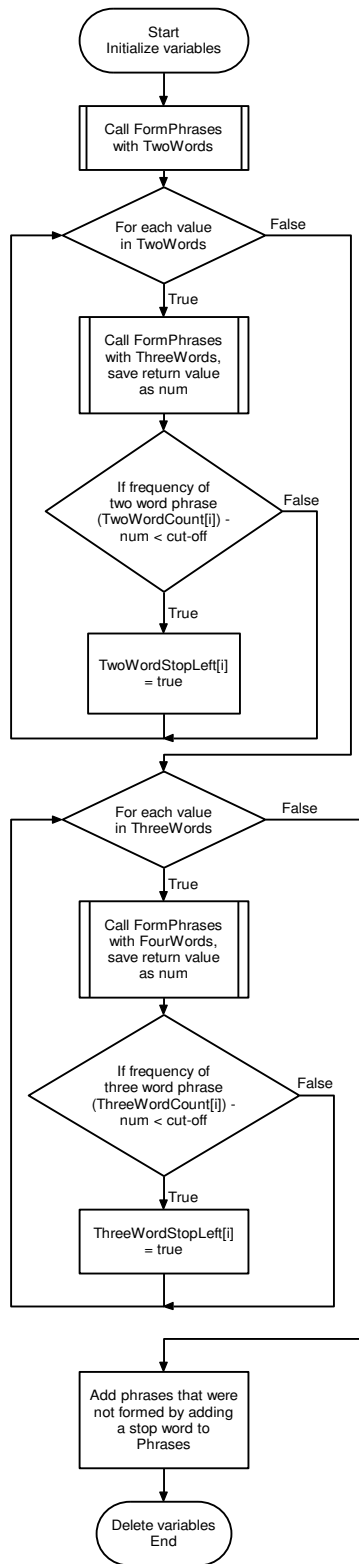 Start
Initialize variables
Call FormPhrases
with TwoWords
For each value
in TwoWords
False
True
Call FormPhrases
with ThreeWords,
save return value
as num
If frequency of
two word phrase
(TwoWordCount[i]) -
num < cut-off
False
True
TwoWordStopLeft[i]
= true
For each value
in ThreeWords
False
True
Call FormPhrases
with FourWords,
save return value
as num
If frequency of
three word phrase
(ThreeWordCount[i]) -
num < cut-off
False
True
ThreeWordStopLeft[i]
= true
Add phrases that were
not formed by adding
a stop word to
Phrases
Delete variables
End